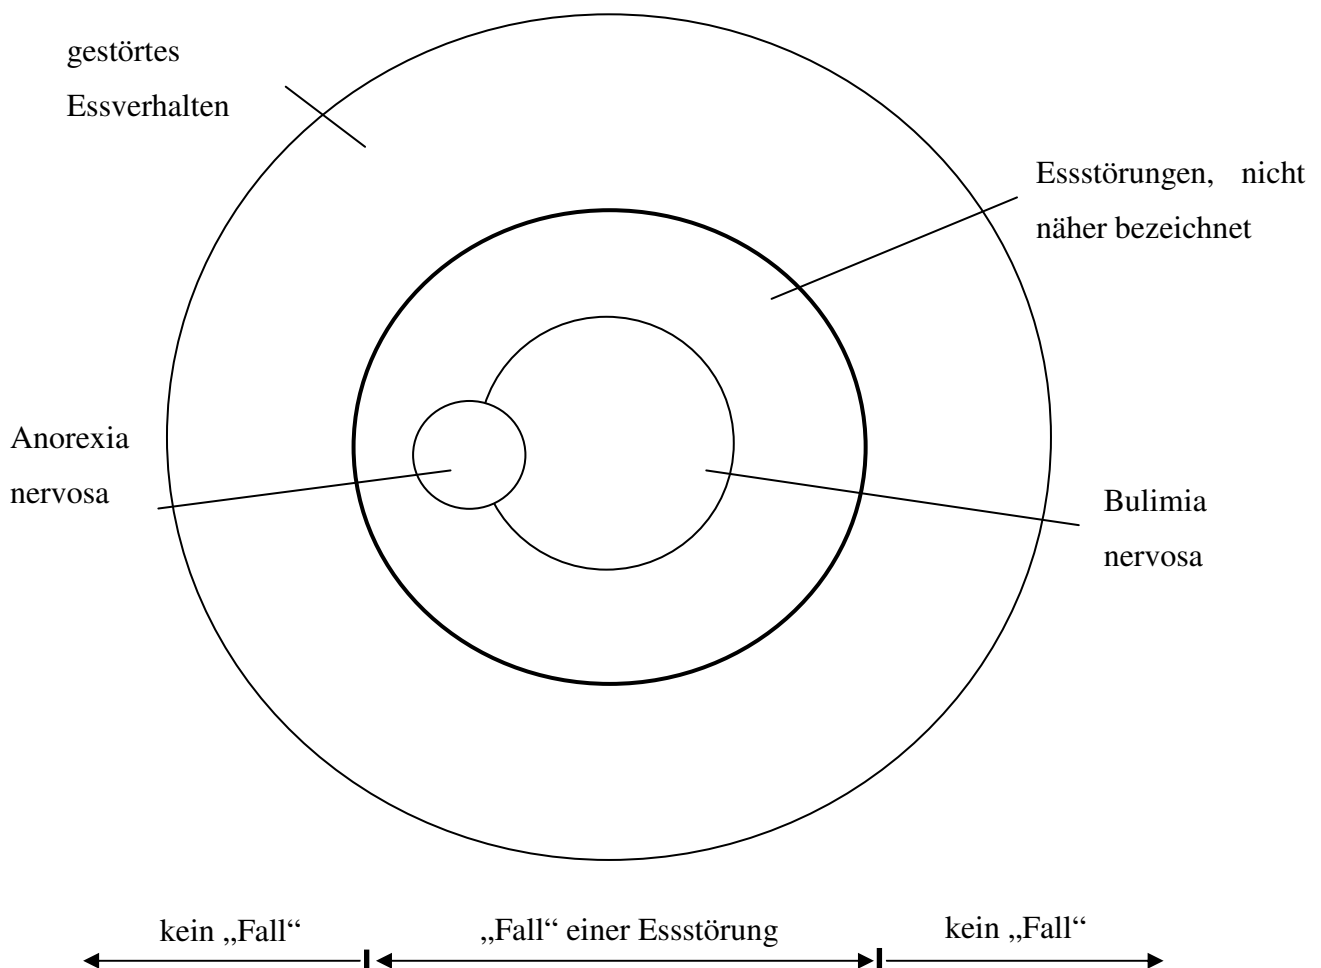 gestörtes
Essverhalten
Essstörungen, nicht
näher bezeichnet
Anorexia
nervosa
Bulimia
nervosa
kein „Fall“
„Fall“ einer Essstörung
kein „Fall“